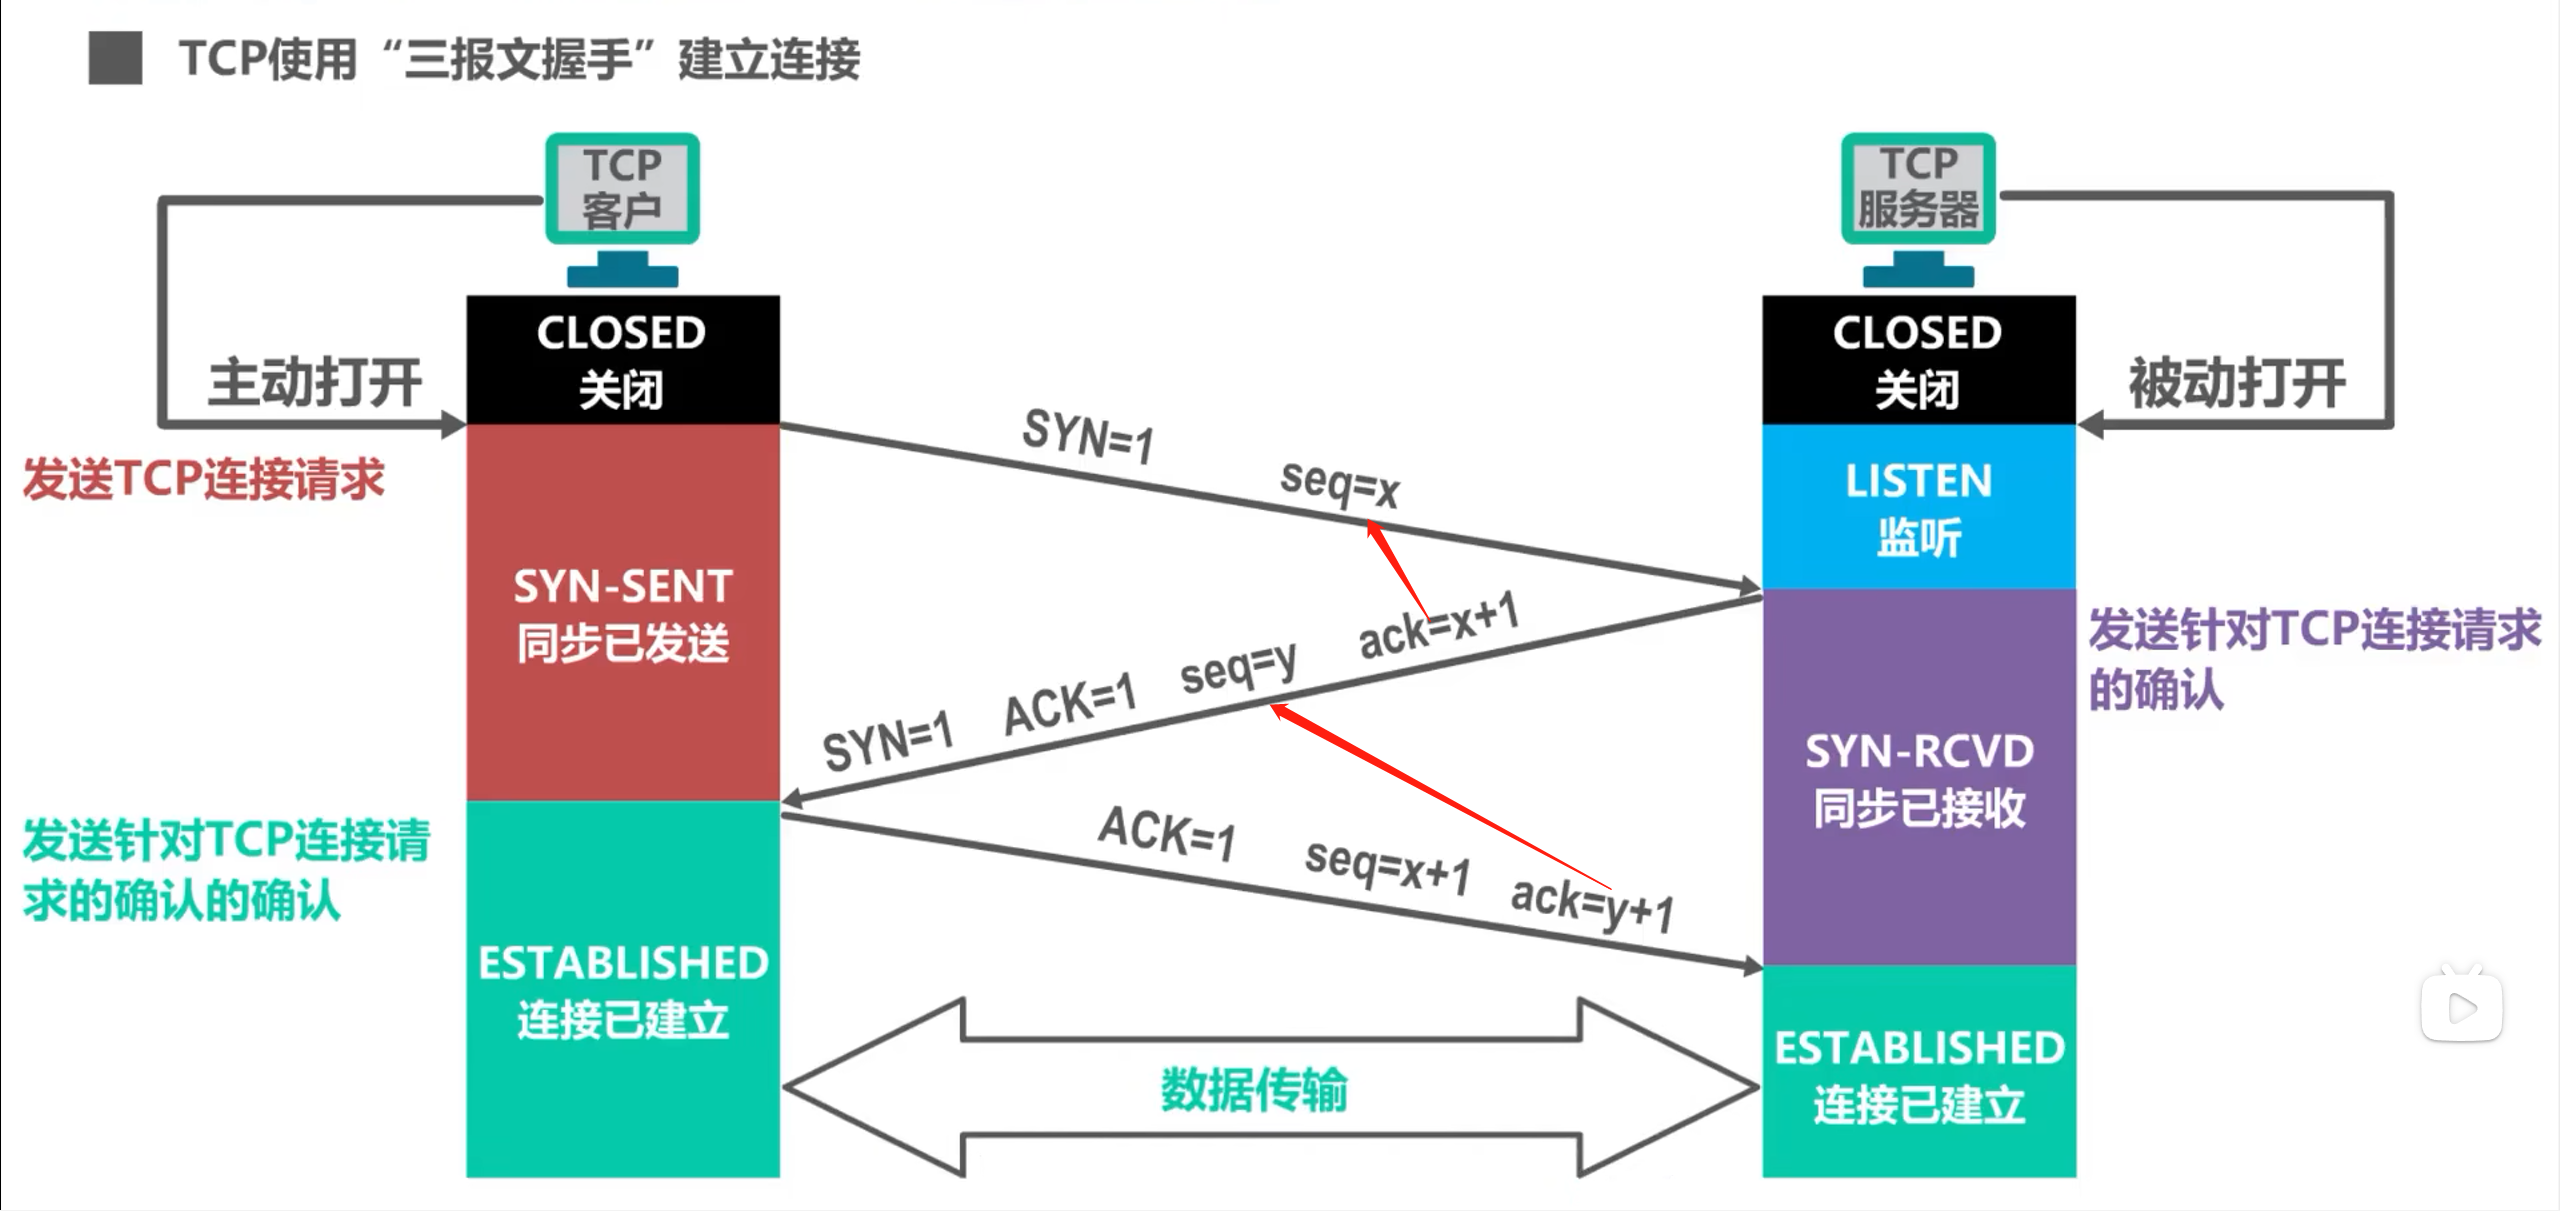 TCP使用“三报文握手”建立连接
TCP
客户
TCP
服务器
CLOSED
关闭
CLOSED
关闭
主动打开
被动打开
发送TCP连接请求
SYN=1 seq=x
LISTEN
监听
SYN-SENT
同步已发送
SYN=1 ACK=1 seq=y ack=x+1
发送针对TCP连接请求
的确认
SYN-RCVD
同步已接收
发送针对TCP连接请
求的确认的确认
ACK=1 seq=x+1 ack=y+1
ESTABLISHED
连接已建立
ESTABLISHED
连接已建立
数据传输